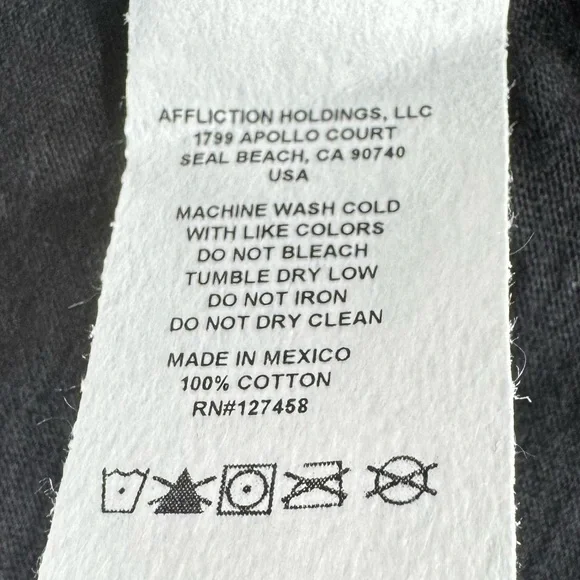 AFFLICTION HOLDINGS, LLC
1799 APOLLO COURT
SEAL BEACH, CA 90740
USA
MACHINE WASH COLD
WITH LIKE COLORS
DO NOT BLEACH
TUMBLE DRY LOW
DO NOT IRON
DO NOT DRY CLEAN
MADE IN MEXICO
100% COTTON
RN#127458